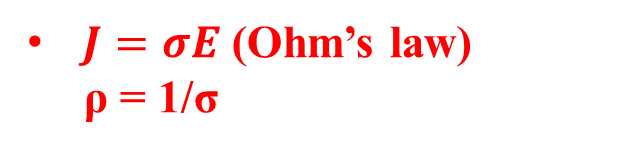 • J = σE (Ohm’s law)
ρ = 1/σ